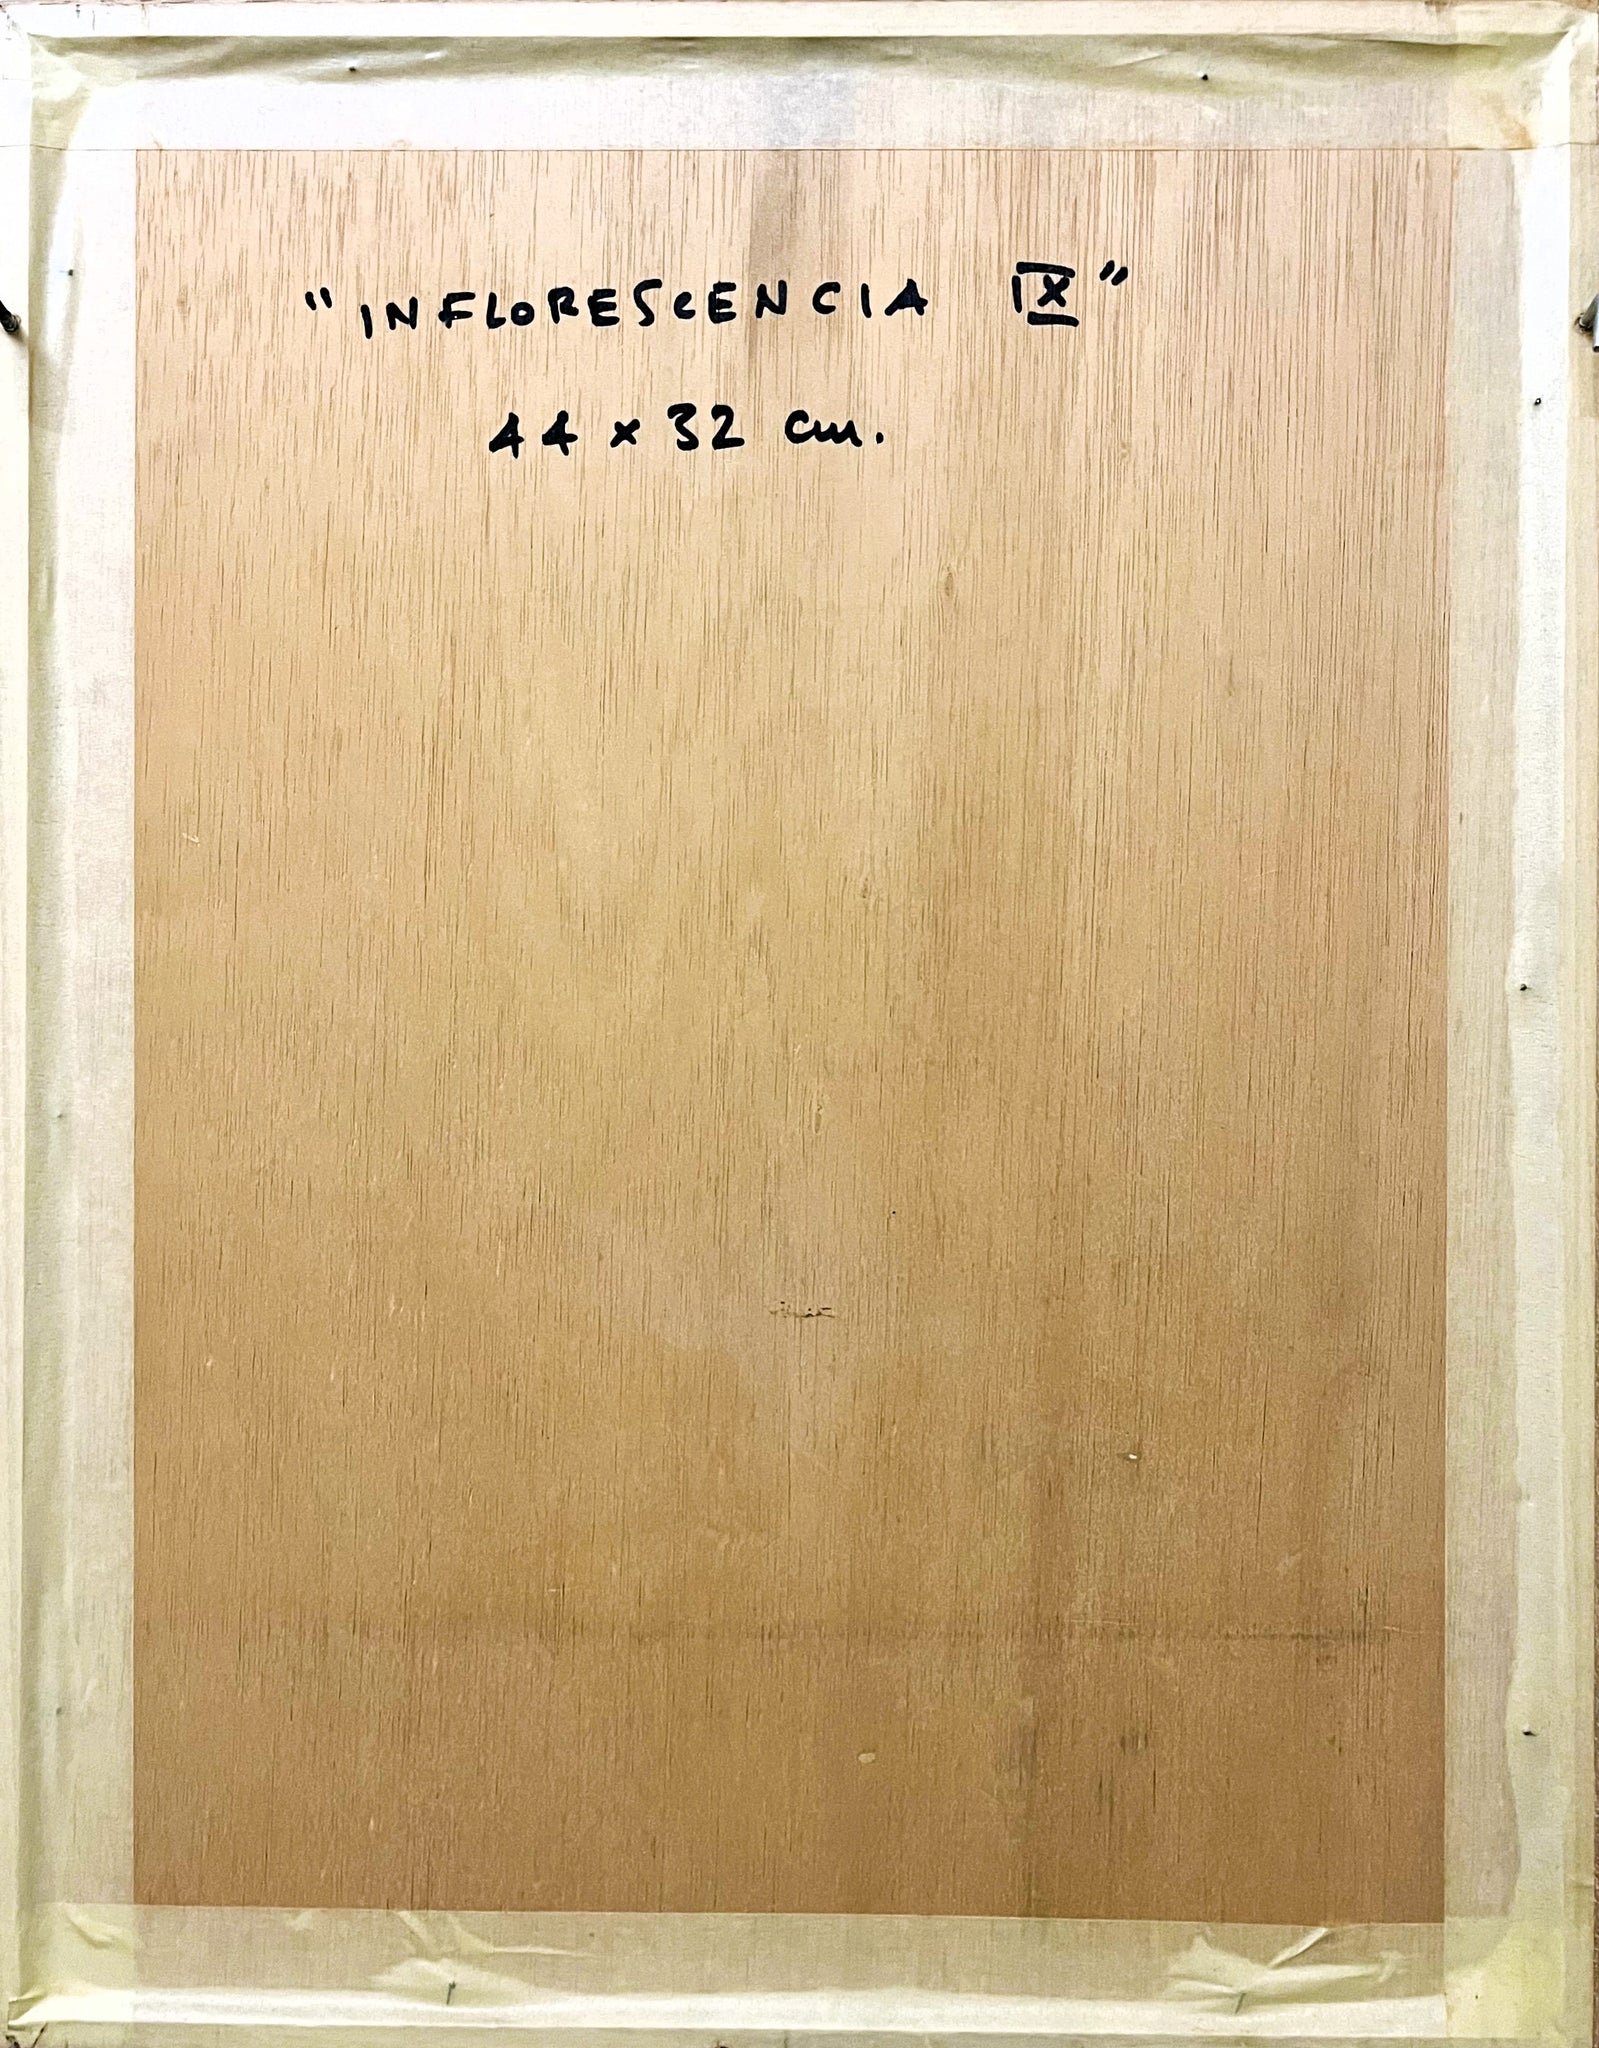 "INFLORESCENCIA IX"
44 x 32 cm.